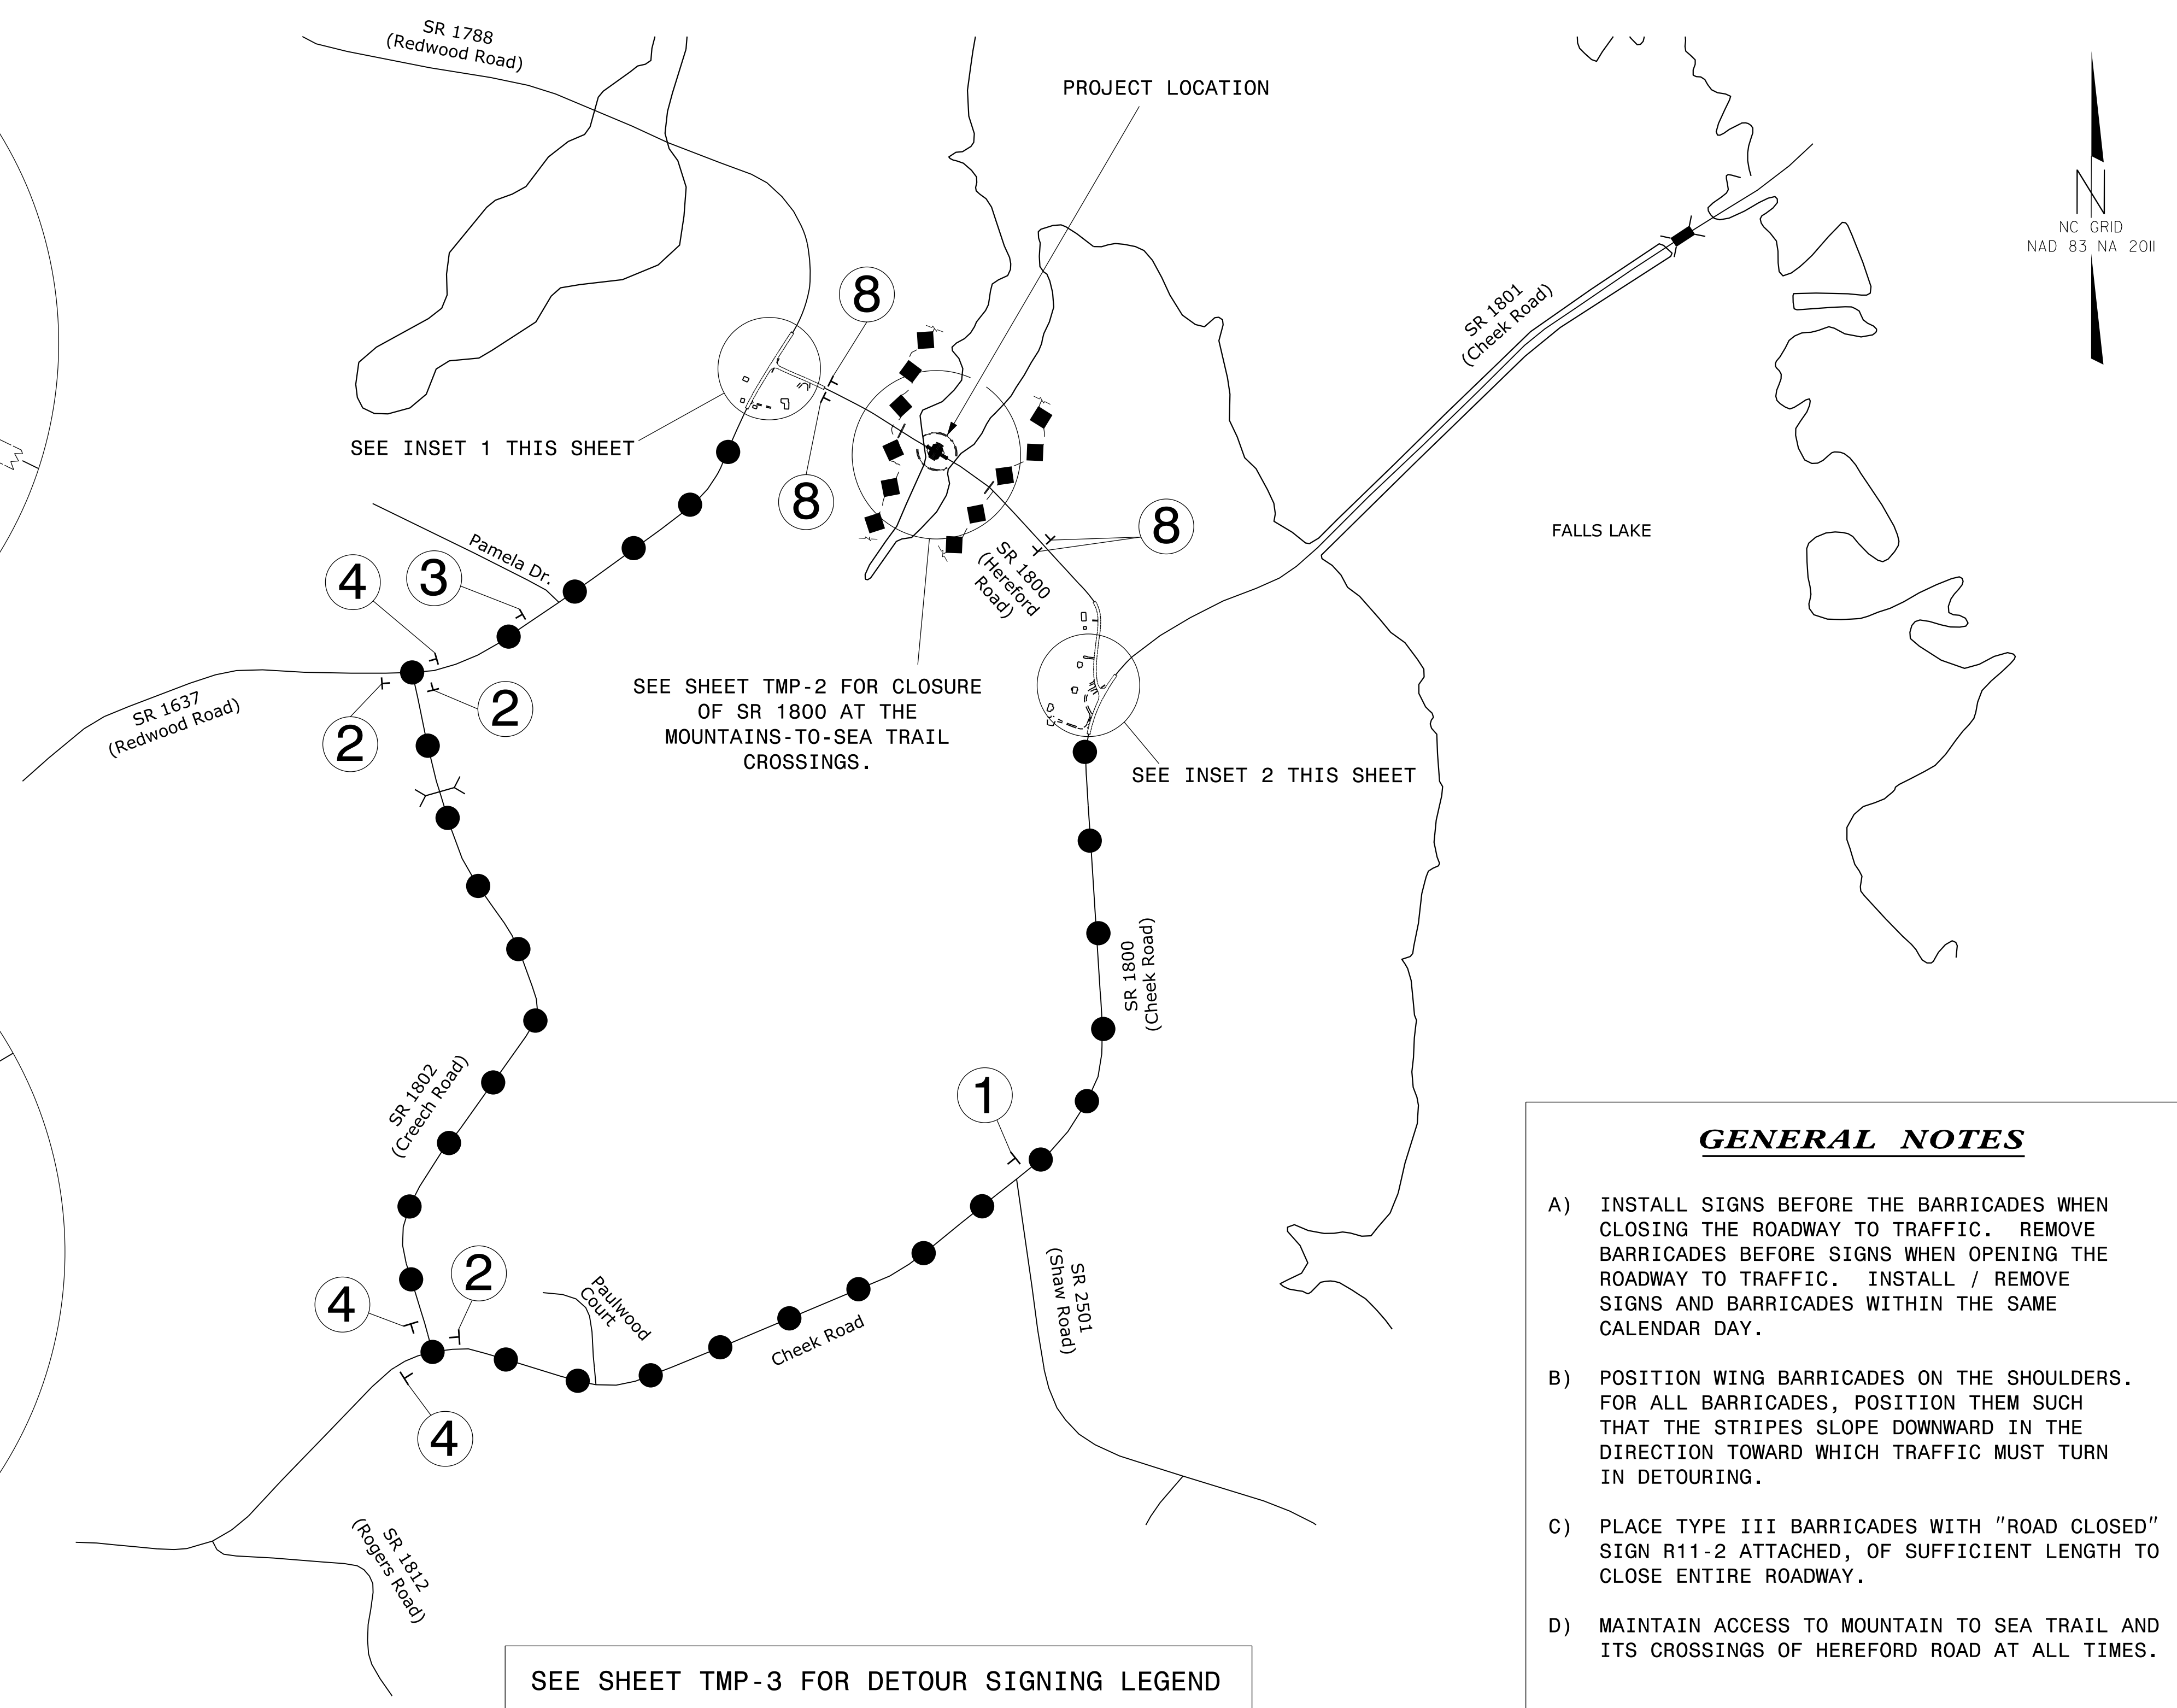 SR 1788
(Redwood Road)
PROJECT LOCATION
N
NC GRID
NAD 83 NA 2011
SR 1801
(Cheek Road)
8
SEE INSET 1 THIS SHEET
8
8
FALLS LAKE
Pamela Dr.
4
3
SR 1800
(Hereford
Road)
SR 1637
(Redwood Road)
2
2
SEE SHEET TMP-2 FOR CLOSURE
OF SR 1800 AT THE
MOUNTAINS-TO-SEA TRAIL
CROSSINGS.
SEE INSET 2 THIS SHEET
SR 1800
(Cheek Road)
SR 1802
(Creech Road)
1
4
2
Paulwood
Court
Cheek Road
SR 2501
(Shaw Road)
4
SR 1812
(Rogers Road)
SEE SHEET TMP-3 FOR DETOUR SIGNING LEGEND
GENERAL NOTES
A) INSTALL SIGNS BEFORE THE BARRICADES WHEN
CLOSING THE ROADWAY TO TRAFFIC. REMOVE
BARRICADES BEFORE SIGNS WHEN OPENING THE
ROADWAY TO TRAFFIC. INSTALL / REMOVE
SIGNS AND BARRICADES WITHIN THE SAME
CALENDAR DAY.
B) POSITION WING BARRICADES ON THE SHOULDERS.
FOR ALL BARRICADES, POSITION THEM SUCH
THAT THE STRIPES SLOPE DOWNWARD IN THE
DIRECTION TOWARD WHICH TRAFFIC MUST TURN
IN DETOURING.
C) PLACE TYPE III BARRICADES WITH "ROAD CLOSED"
SIGN R11-2 ATTACHED, OF SUFFICIENT LENGTH TO
CLOSE ENTIRE ROADWAY.
D) MAINTAIN ACCESS TO MOUNTAIN TO SEA TRAIL AND
ITS CROSSINGS OF HEREFORD ROAD AT ALL TIMES.